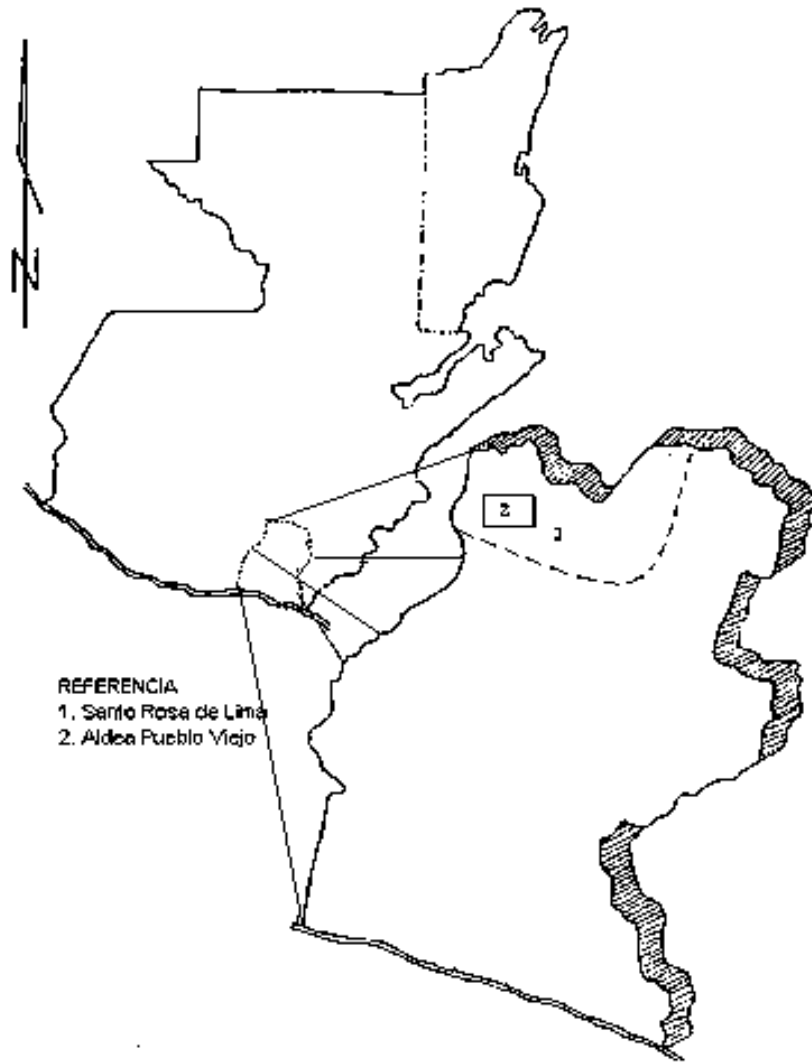 N
2
1
REFERENCIA
1. Santo Rosa de Lima
2. Aldea Pueblo Viejo